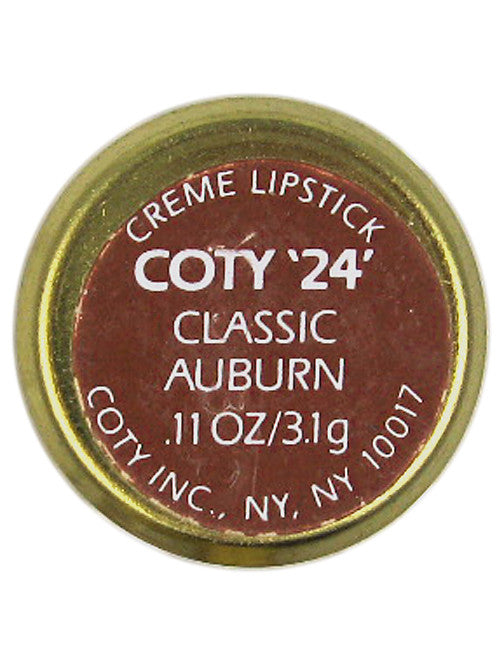 CREME LIPSTICK
COTY '24'
CLASSIC
AUBURN
.11 OZ/3.1g
COTY INC., NY, NY 10017